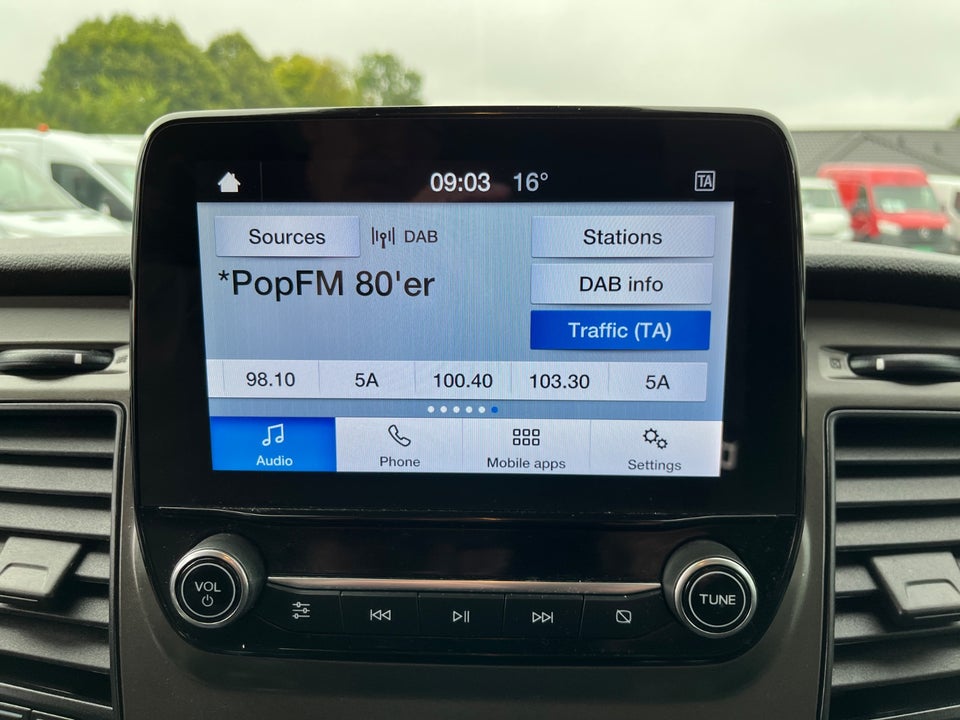 09:03 16° TA
Sources DAB Stations
*PopFM 80'er DAB info
Traffic (TA)
98.10 5A 100.40 103.30 5A
Audio Phone Mobile apps Settings
VOL TUNE